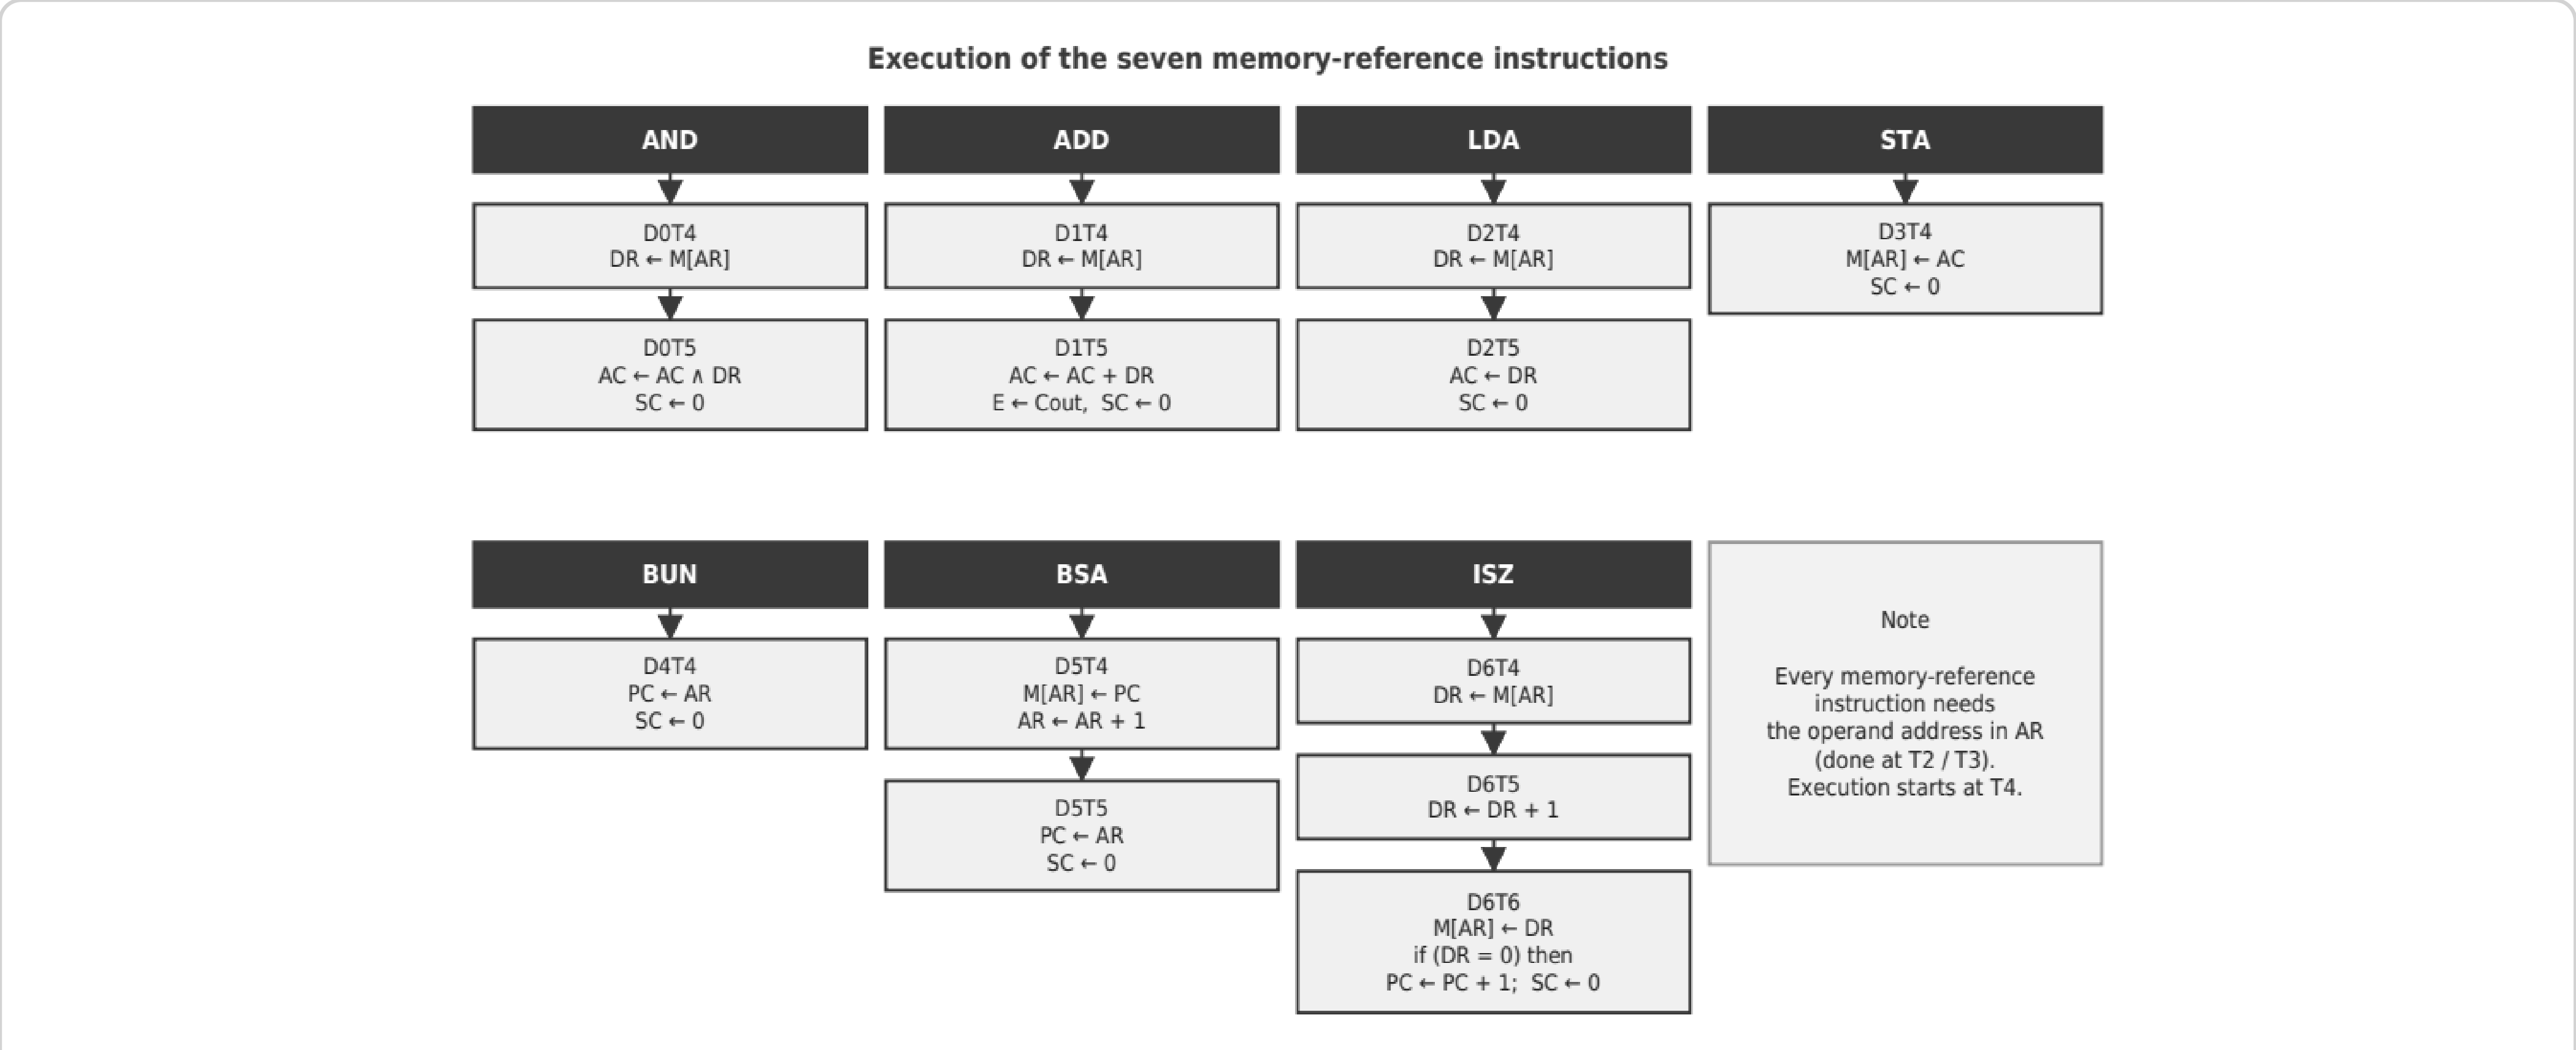 Execution of the seven memory-reference instructions
AND
D0T4
DR ← M[AR]
D0T5
AC ← AC ∧ DR
SC ← 0
ADD
D1T4
DR ← M[AR]
D1T5
AC ← AC + DR
E ← Cout,  SC ← 0
LDA
D2T4
DR ← M[AR]
D2T5
AC ← DR
SC ← 0
STA
D3T4
M[AR] ← AC
SC ← 0
BUN
D4T4
PC ← AR
SC ← 0
BSA
D5T4
M[AR] ← PC
AR ← AR + 1
D5T5
PC ← AR
SC ← 0
ISZ
D6T4
DR ← M[AR]
D6T5
DR ← DR + 1
D6T6
M[AR] ← DR
if (DR = 0) then
PC ← PC + 1;  SC ← 0
Note
Every memory-reference
instruction needs
the operand address in AR
(done at T2 / T3).
Execution starts at T4.